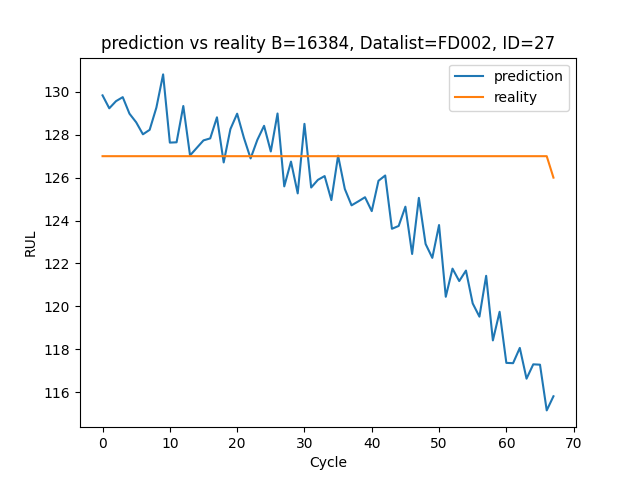 prediction vs reality B=16384, Datalist=FD002, ID=27
prediction
reality
130
128
126
124
122
120
118
116
RUL
0 10 20 30 40 50 60 70
Cycle